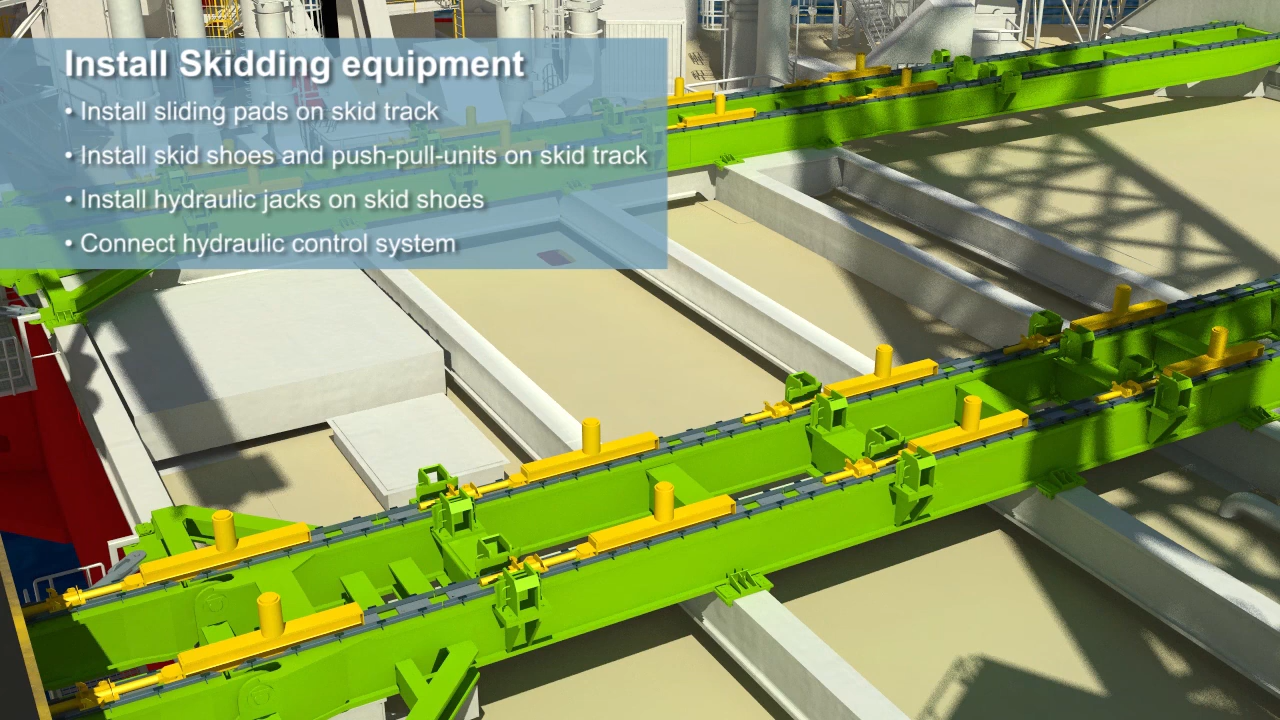 Install Skidding equipment
• Install sliding pads on skid track
• Install skid shoes and push-pull-units on skid track
• Install hydraulic jacks on skid shoes
• Connect hydraulic control system